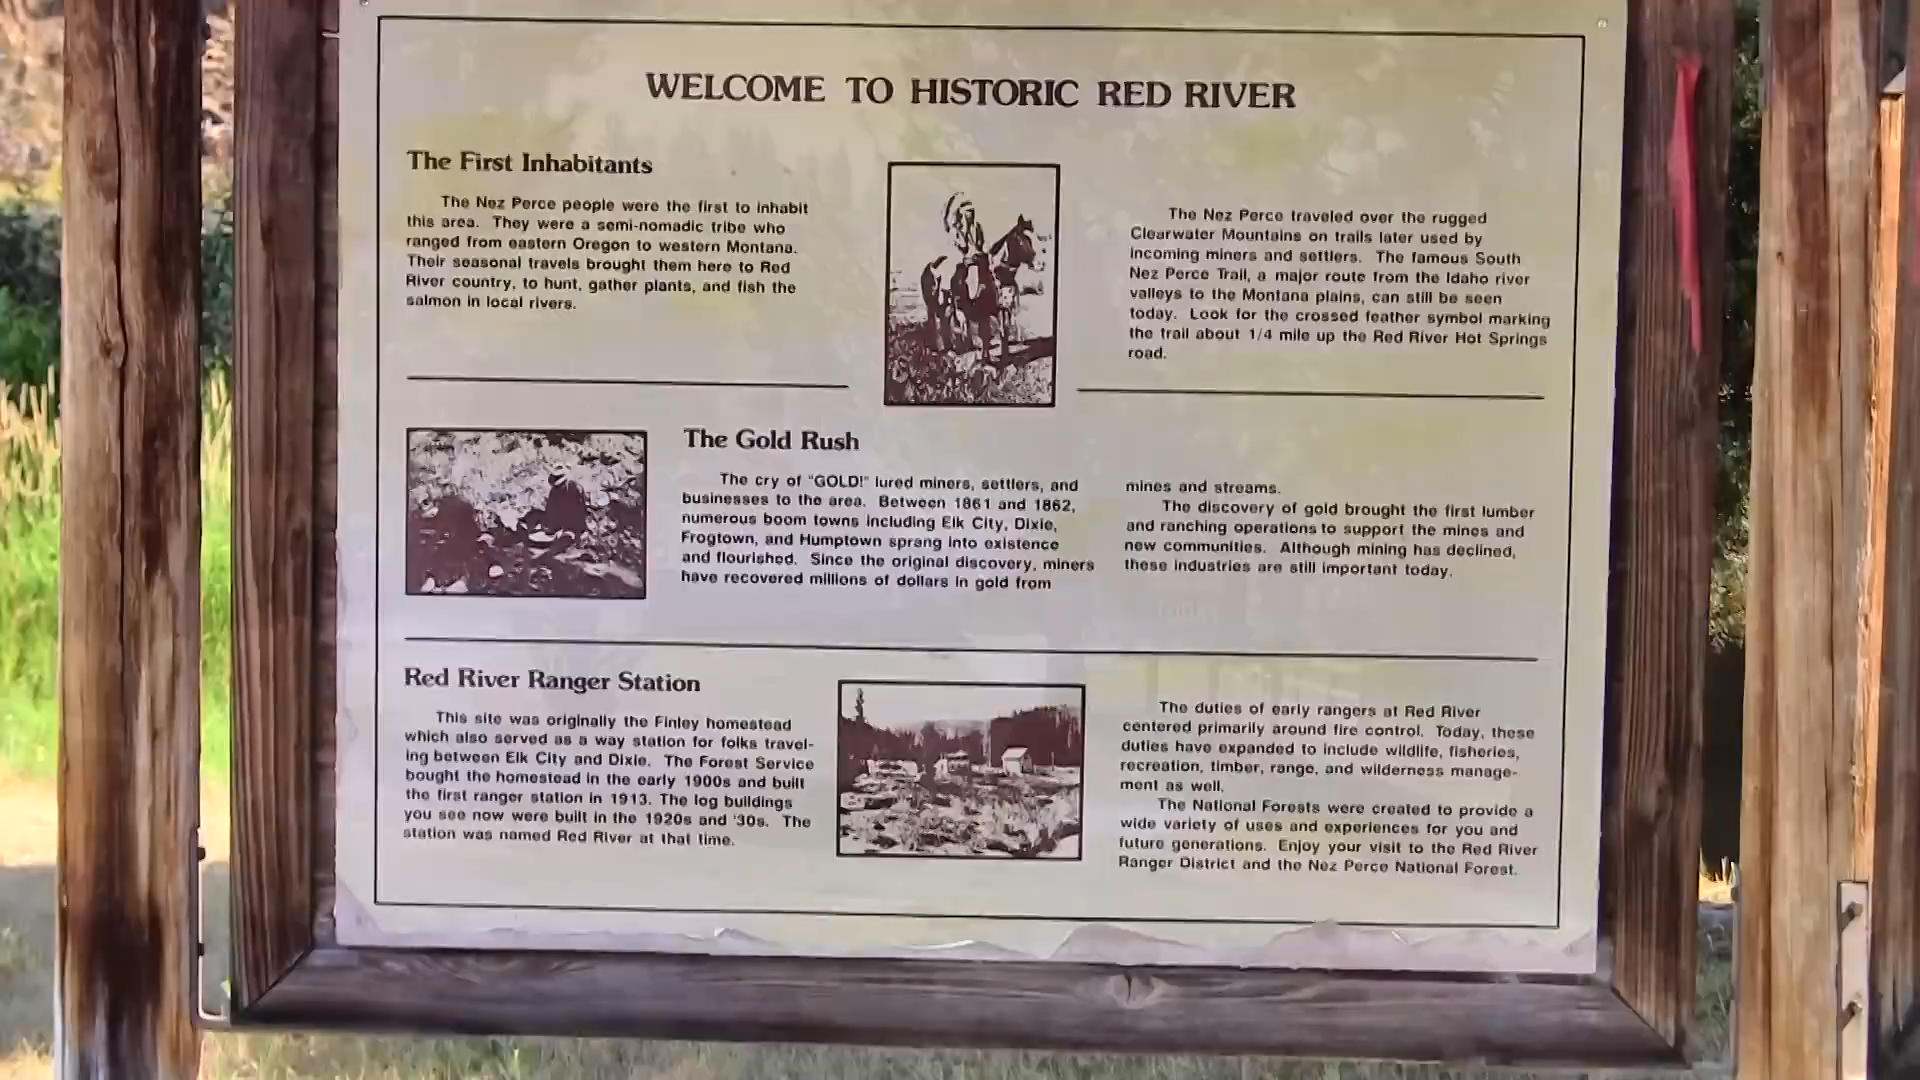 WELCOME TO HISTORIC RED RIVER
The First Inhabitants
The Nez Perce people were the first to inhabit
this area. They were a semi-nomadic tribe who
ranged from eastern Oregon to western Montana.
Their seasonal travels brought them here to Red
River country, to hunt, gather plants, and fish the
salmon in local rivers.
The Nez Perce traveled over the rugged
Clearwater Mountains on trails later used by
incoming miners and settlers. The famous South
Nez Perce Trail, a major route from the Idaho river
valleys to the Montana plains, can still be seen
today. Look for the crossed feather symbol marking
the trail about 1/4 mile up the Red River Hot Springs
road.
The Gold Rush
The cry of "GOLD!" lured miners, settlers, and
businesses to the area. Between 1861 and 1862,
numerous boom towns including Elk City, Dixie,
Frogtown, and Humptown sprang into existence
and flourished. Since the original discovery, miners
have recovered millions of dollars in gold from
mines and streams.
The discovery of gold brought the first lumber
and ranching operations to support the mines and
new communities. Although mining has declined,
these industries are still important today.
Red River Ranger Station
This site was originally the Finley homestead
which also served as a way station for folks travel-
ing between Elk City and Dixie. The Forest Service
bought the homestead in the early 1900s and built
the first ranger station in 1913. The log buildings
you see now were built in the 1920s and '30s. The
station was named Red River at that time.
The duties of early rangers at Red River
centered primarily around fire control. Today, these
duties have expanded to include wildlife, fisheries,
recreation, timber, range, and wilderness manage-
ment as well.
The National Forests were created to provide a
wide variety of uses and experiences for you and
future generations. Enjoy your visit to the Red River
Ranger District and the Nez Perce National Forest.